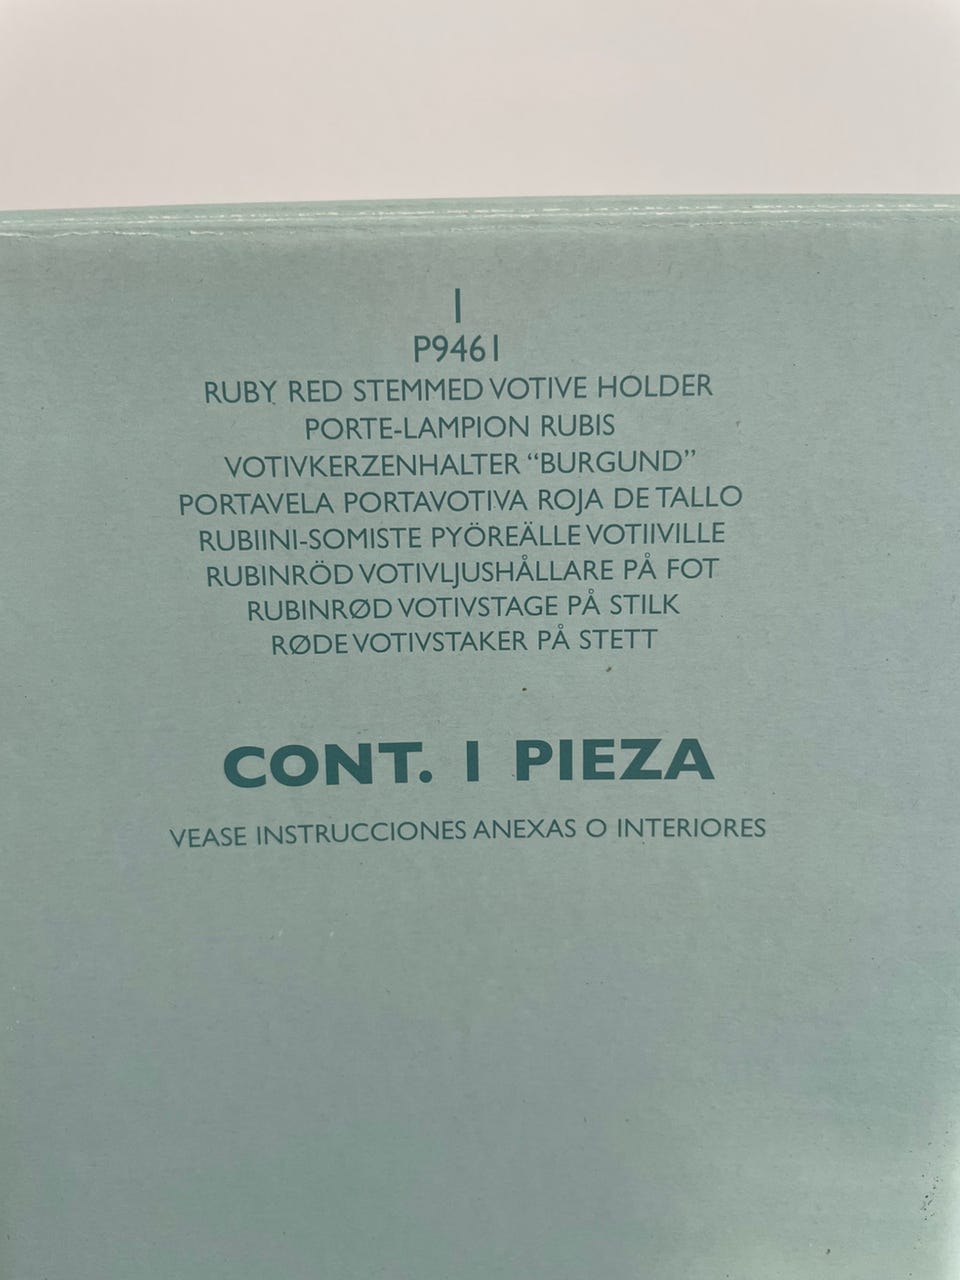 1
P9461
RUBY RED STEMMED VOTIVE HOLDER
PORTE-LAMPION RUBIS
VOTIVKERZENHALTER “BURGUND”
PORTAVELA PORTAVOTIVA ROJA DE TALLO
RUBIINI-SOMISTE PYÖREÄLLE VOTIIVILLE
RUBINRÖD VOTIVLJUSHÅLLARE PÅ FOT
RUBINRØD VOTIVSTAGE PÅ STILK
RØDE VOTIVSTAKER PÅ STETT
CONT. 1 PIEZA
VEASE INSTRUCCIONES ANEXAS O INTERIORES